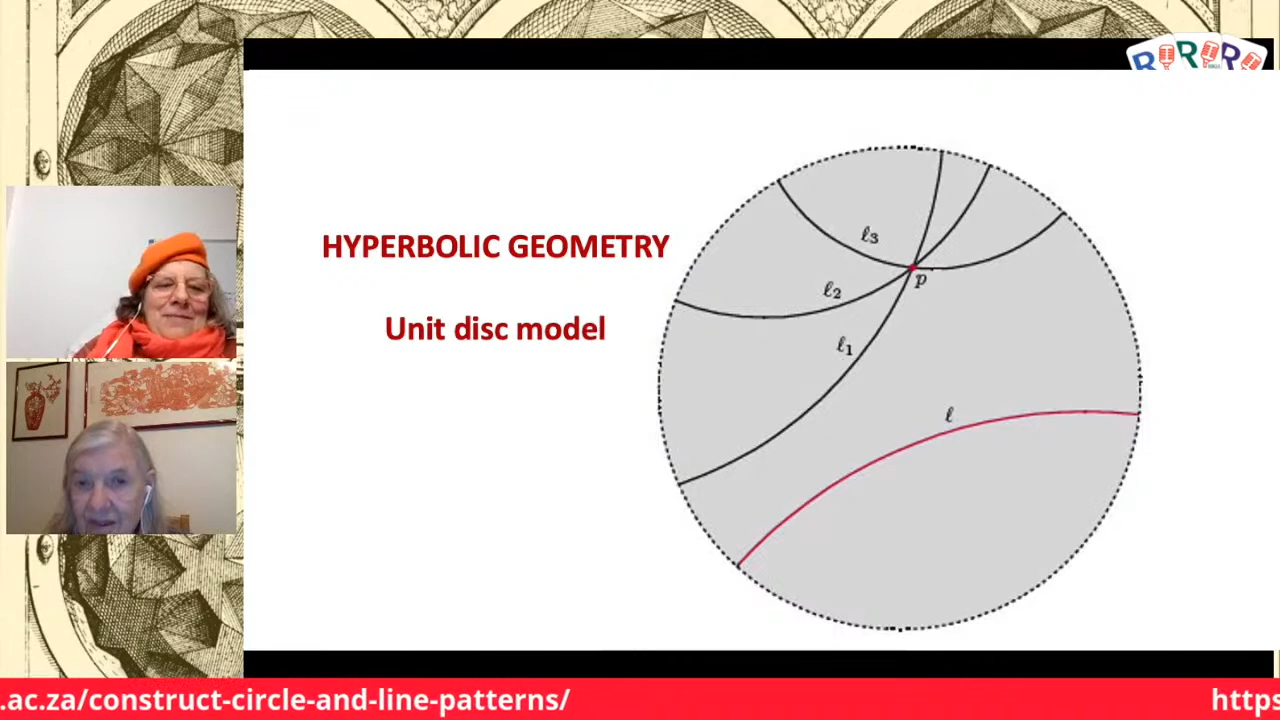 HYPERBOLIC GEOMETRY
Unit disc model
ℓ3
p
ℓ2
ℓ1
ℓ
.ac.za/construct-circle-and-line-patterns/
https